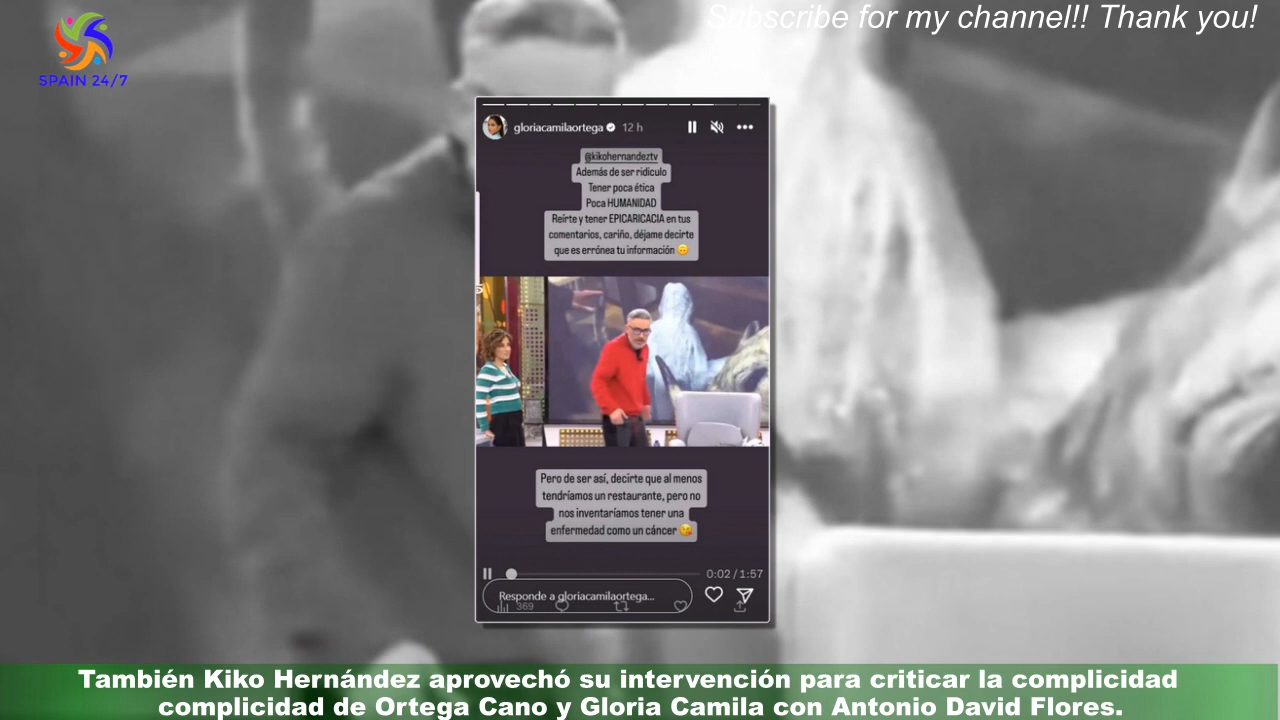 Subscribe for my channel!! Thank you!
SPAIN 24/7
gloriacamilaortega 12 h
@kikohernandeztv
Además de ser ridículo
Tener poca ética
Poca HUMANIDAD
Reírte y tener EPICARICACIA en tus
comentarios, cariño, déjame decirte
que es errónea tu información 🙂
5
Pero de ser así, decirte que al menos
tendríamos un restaurante, pero no
nos inventaríamos tener una
enfermedad como un cáncer 😘
0:02 / 1:57
Responde a gloriacamilaortega...
369
También Kiko Hernández aprovechó su intervención para criticar la complicidad
complicidad de Ortega Cano y Gloria Camila con Antonio David Flores.